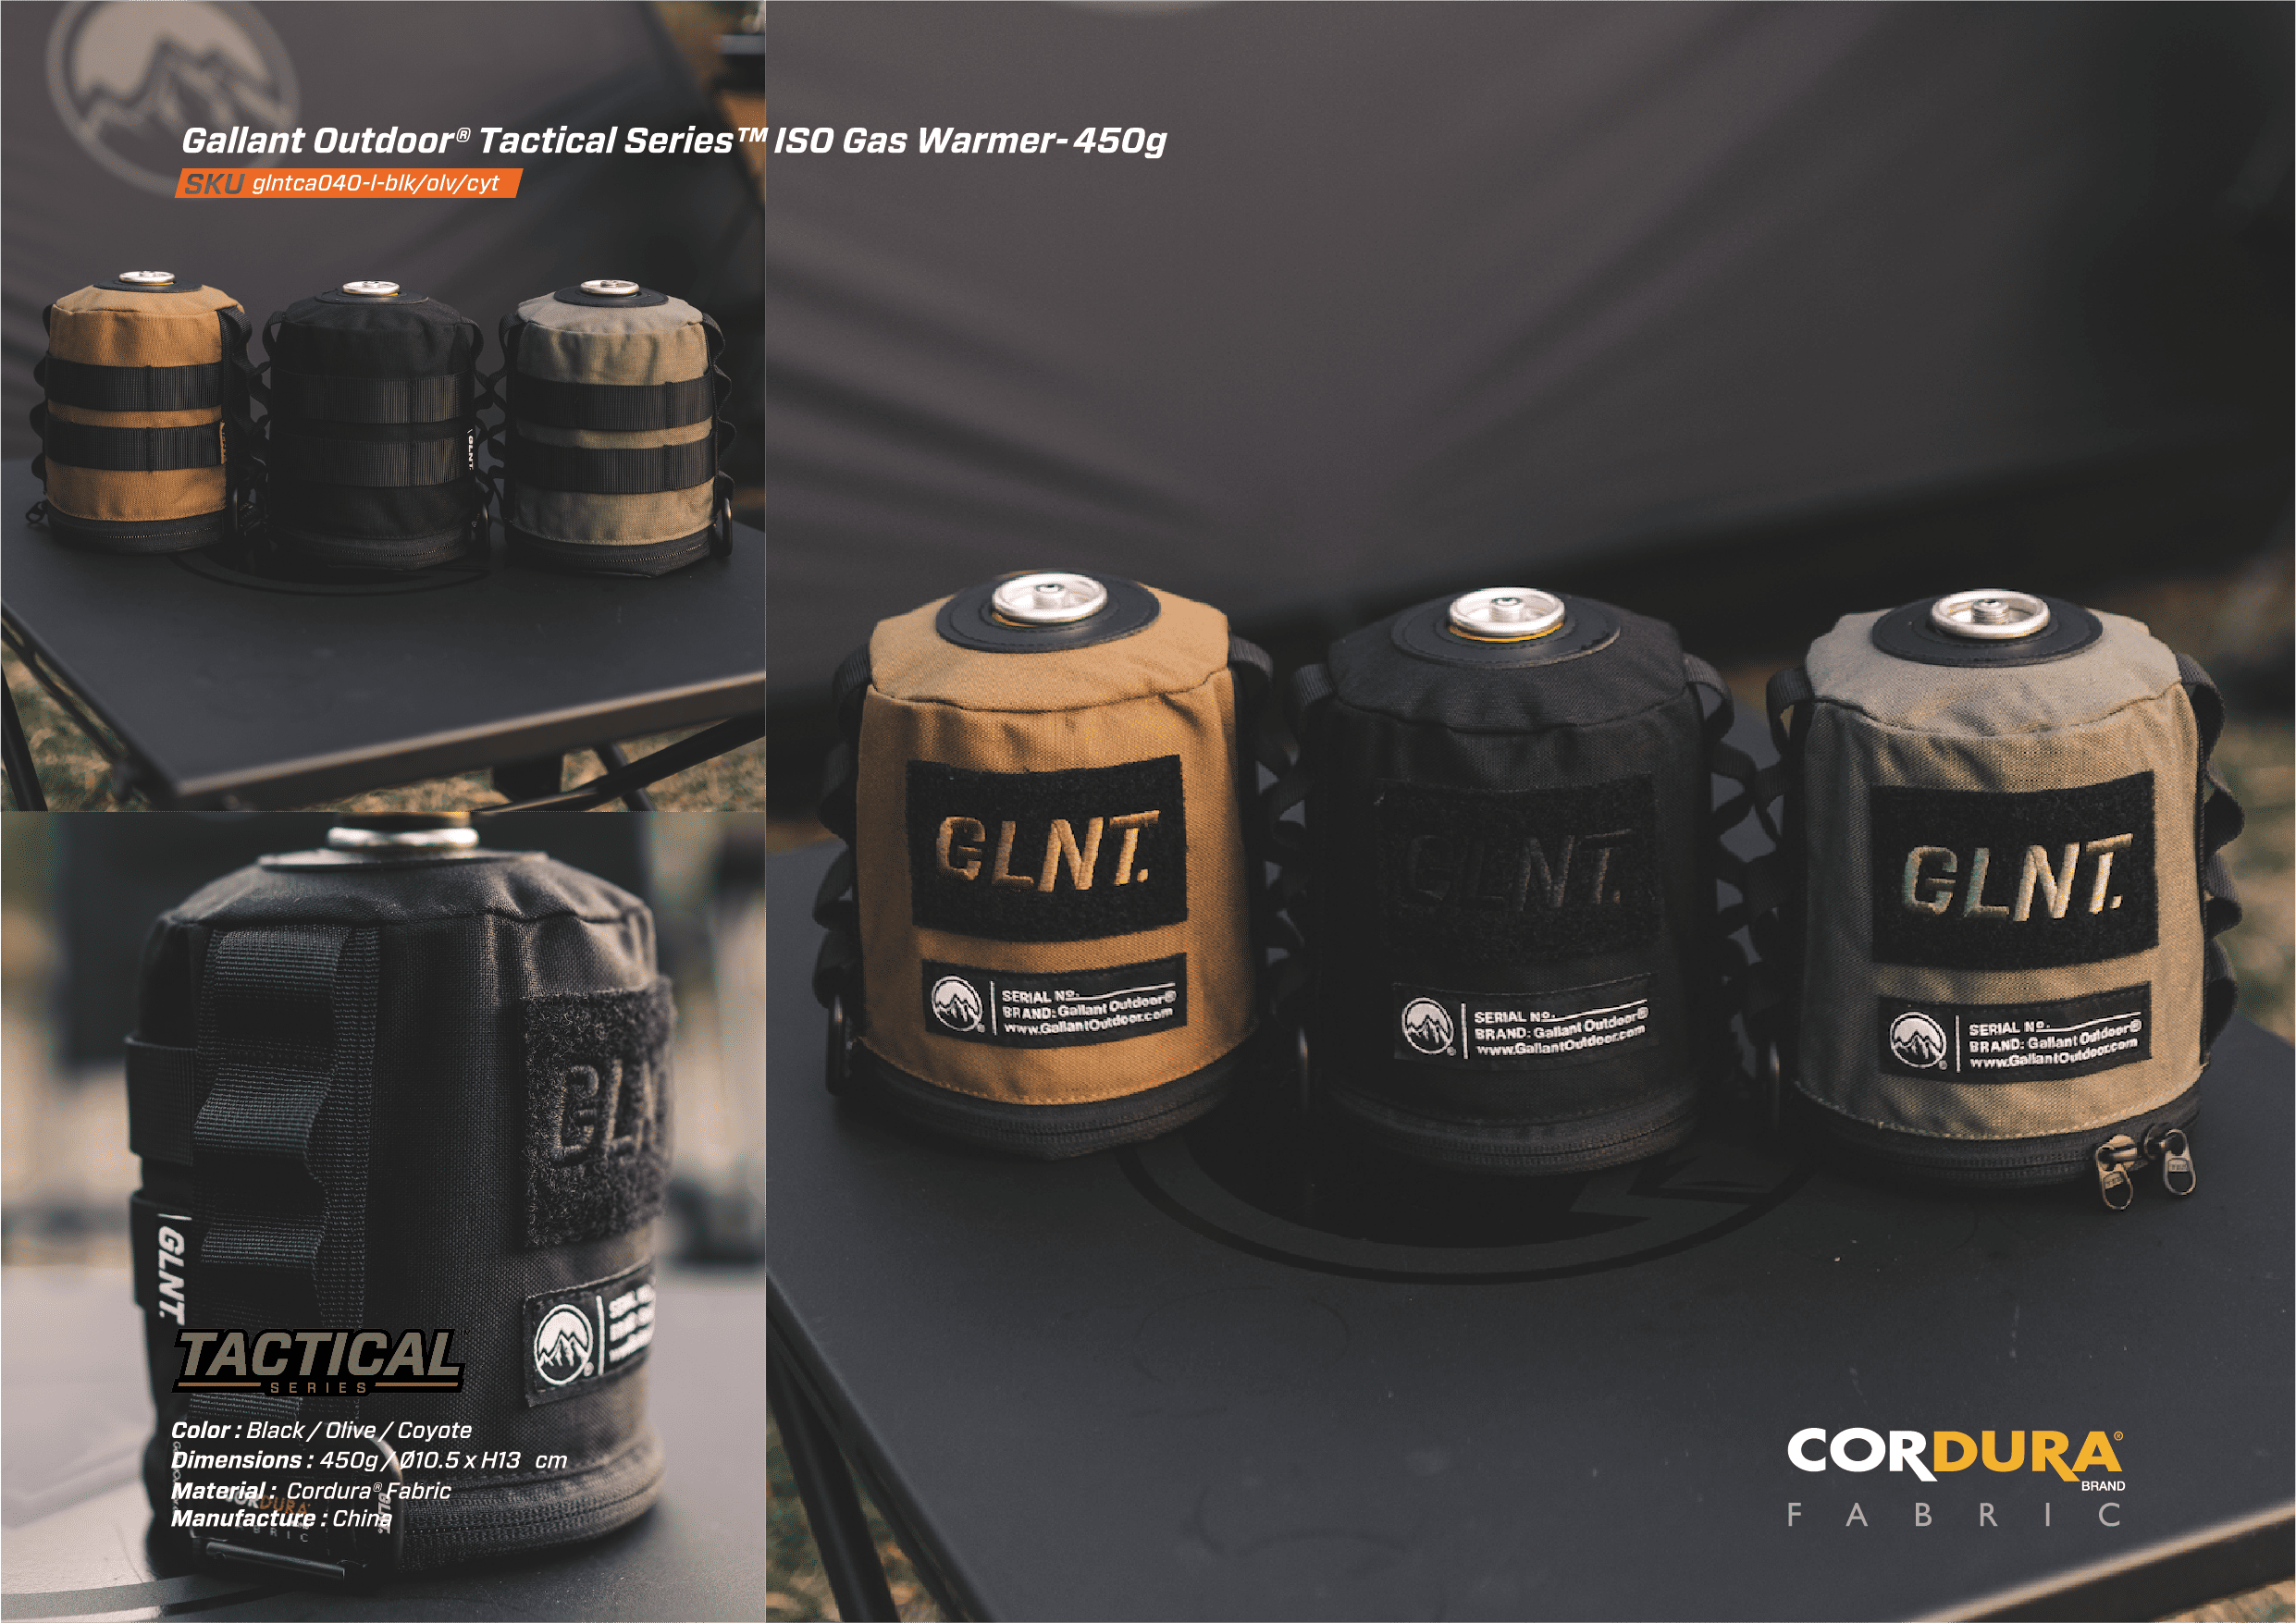 Gallant Outdoor® Tactical Series™ ISO Gas Warmer-450g
SKU glntca040-l-blk/olv/cyt
\GLNT.
GLNT.
SERIAL Nº.
BRAND: Gallant Outdoor®
www.GallantOutdoor.com
GLNT.
SERIAL Nº.
BRAND: Gallant Outdoor®
www.GallantOutdoor.com
GLNT.
SERIAL Nº.
BRAND: Gallant Outdoor®
www.GallantOutdoor.com
GLN
|GLNT.
TACTICAL
SERIES
Color : Black / Olive / Coyote
Dimensions : 450g / Ø10.5 x H13 cm
Material : Cordura® Fabric
Manufacture : China
CORDURA®
BRAND
FABRIC